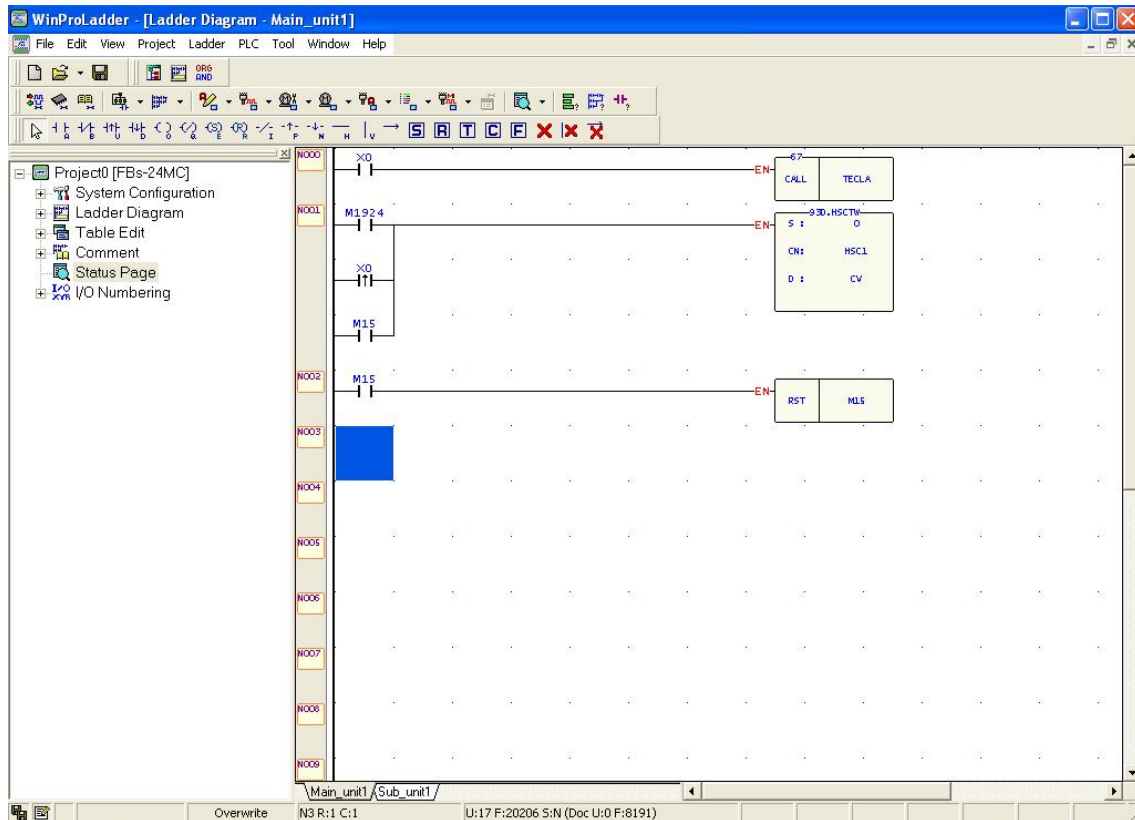 WinProLadder - [Ladder Diagram - Main_unit1]
File Edit View Project Ladder PLC Tool Window Help
ORG
AND
A B U D O Q E R I P N H V
S R T C F
Project0 [FBs-24MC]
System Configuration
Ladder Diagram
Table Edit
Comment
Status Page
I/O Numbering
N000
X0
EN
67
CALL TECLA
N001
M1924
EN
93D.HSCTW
S : 0
CN: HSC1
D : CV
X0
M15
N002
M15
EN
RST M15
N003
N004
N005
N006
N007
N008
N009
Main_unit1 Sub_unit1
Overwrite N3 R:1 C:1 U:17 F:20206 S:N (Doc U:0 F:8191)